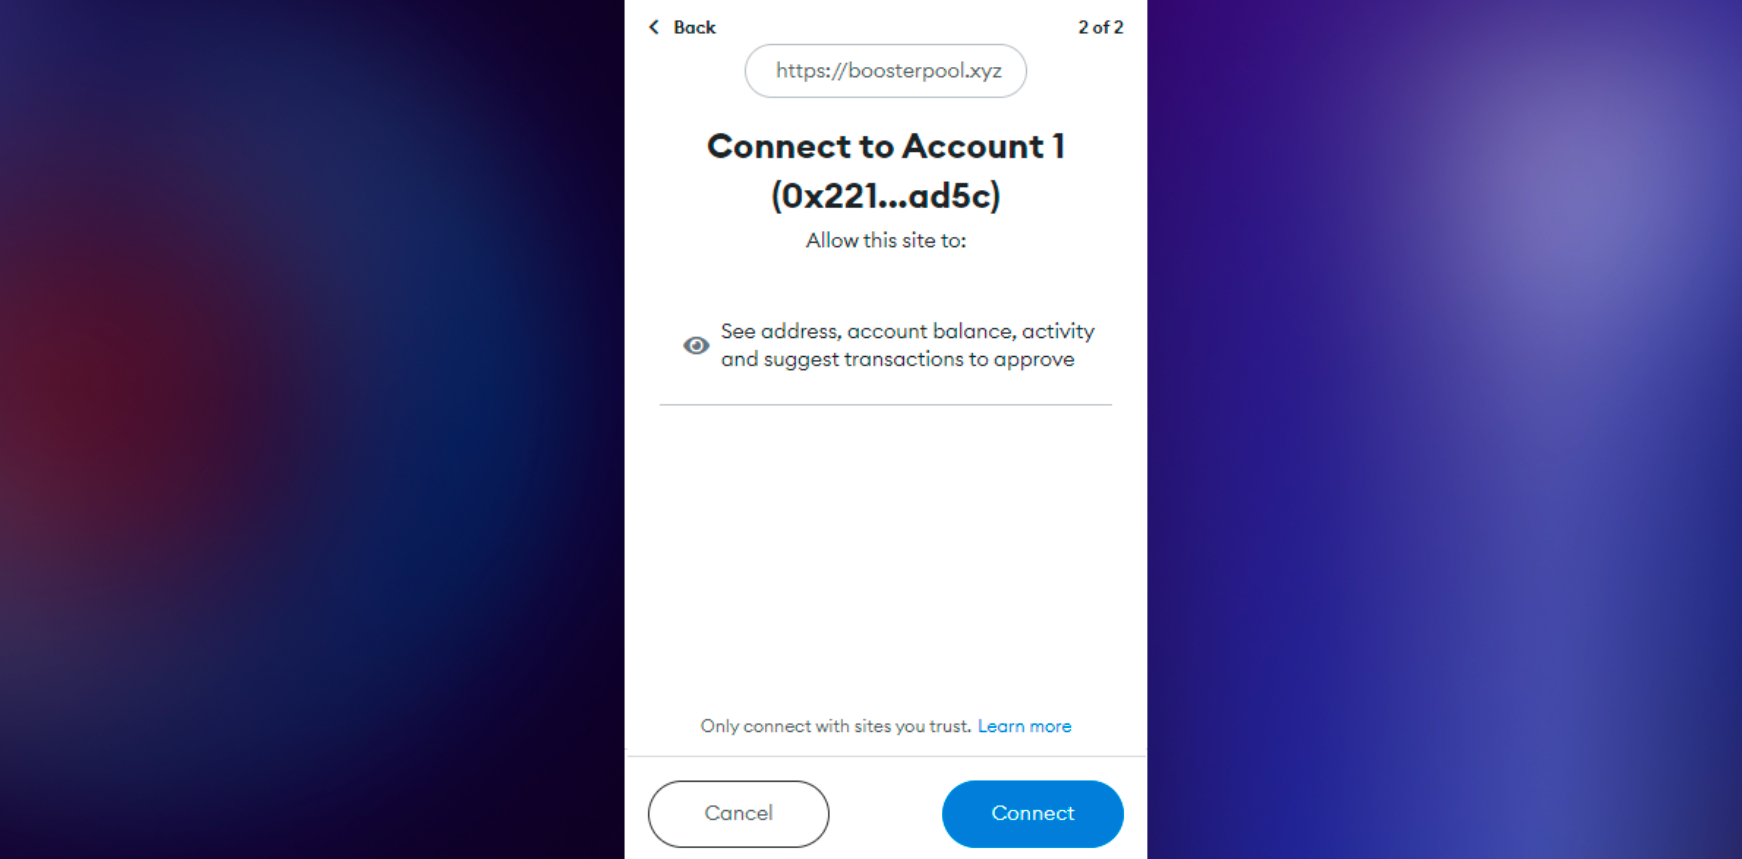 Back
2 of 2
https://boosterpool.xyz
Connect to Account 1
(0x221...ad5c)
Allow this site to:
See address, account balance, activity
and suggest transactions to approve
Only connect with sites you trust. Learn more
Cancel
Connect